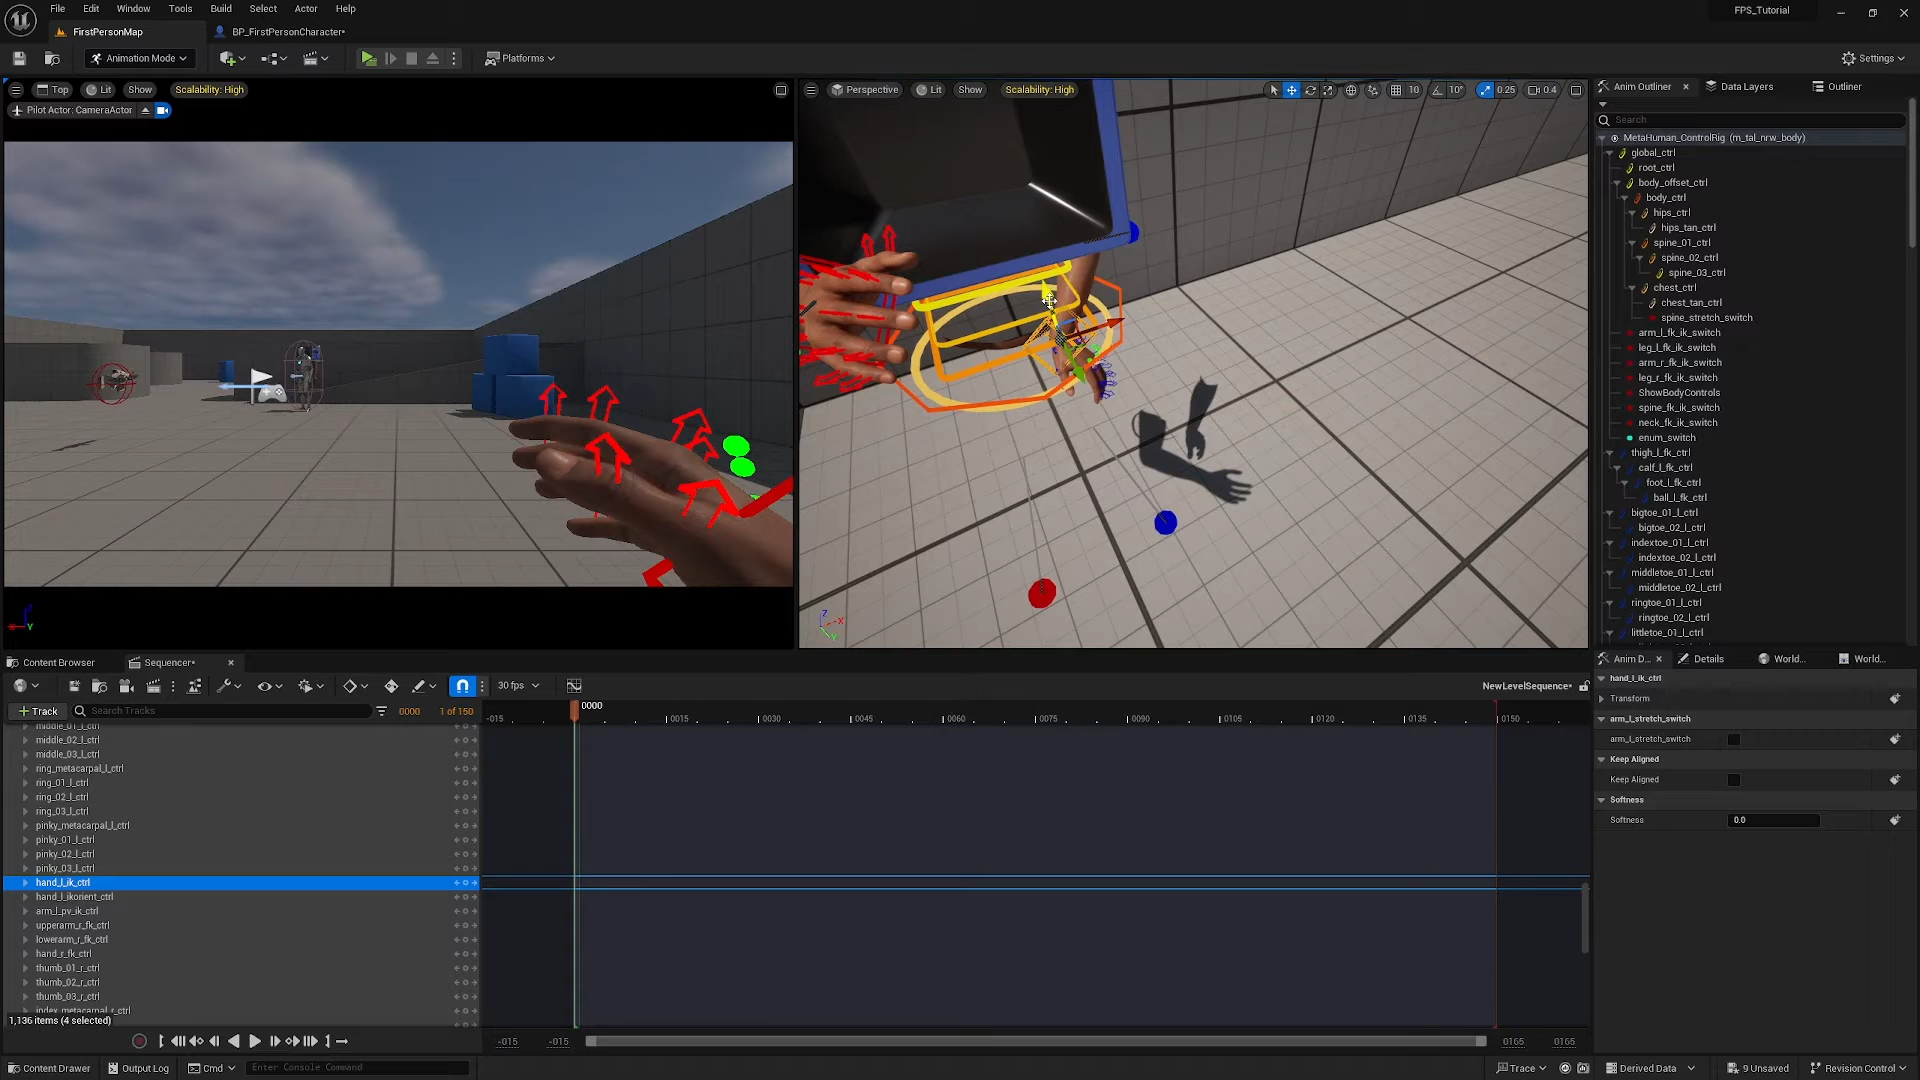 File Edit Window Tools Build Select Actor Help
FPS_Tutorial
FirstPersonMap
BP_FirstPersonCharacter*
Animation Mode
Platforms
Settings
Top Lit Show Scalability: High
Pilot Actor: CameraActor
Perspective Lit Show Scalability: High
10 10° 0.25 0.4
Anim Outliner Data Layers Outliner
Search
MetaHuman_ControlRig (m_tal_nrw_body)
global_ctrl
root_ctrl
body_offset_ctrl
body_ctrl
hips_ctrl
hips_tan_ctrl
spine_01_ctrl
spine_02_ctrl
spine_03_ctrl
chest_ctrl
chest_tan_ctrl
spine_stretch_switch
arm_l_fk_ik_switch
leg_l_fk_ik_switch
arm_r_fk_ik_switch
leg_r_fk_ik_switch
ShowBodyControls
spine_fk_ik_switch
neck_fk_ik_switch
enum_switch
thigh_l_fk_ctrl
calf_l_fk_ctrl
foot_l_fk_ctrl
ball_l_fk_ctrl
bigtoe_01_l_ctrl
bigtoe_02_l_ctrl
indextoe_01_l_ctrl
indextoe_02_l_ctrl
middletoe_01_l_ctrl
middletoe_02_l_ctrl
ringtoe_01_l_ctrl
ringtoe_02_l_ctrl
littletoe_01_l_ctrl
Content Browser
Sequencer*
30 fps
NewLevelSequence*
Track
Search Tracks
0000
1 of 150
-015 0000 0015 0030 0045 0060 0075 0090 0105 0120 0135 0150
middle_01_l_ctrl
middle_02_l_ctrl
middle_03_l_ctrl
ring_metacarpal_l_ctrl
ring_01_l_ctrl
ring_02_l_ctrl
ring_03_l_ctrl
pinky_metacarpal_l_ctrl
pinky_01_l_ctrl
pinky_02_l_ctrl
pinky_03_l_ctrl
hand_l_ik_ctrl
hand_l_ikorient_ctrl
arm_l_pv_ik_ctrl
upperarm_r_fk_ctrl
lowerarm_r_fk_ctrl
hand_r_fk_ctrl
thumb_01_r_ctrl
thumb_02_r_ctrl
thumb_03_r_ctrl
index_metacarpal_r_ctrl
1,136 items (4 selected)
-015 -015 0165 0165
Anim D... Details World... World...
hand_l_ik_ctrl
Transform
arm_l_stretch_switch
arm_l_stretch_switch
Keep Aligned
Keep Aligned
Softness
Softness 0.0
Content Drawer
Output Log
Cmd
Enter Console Command
Trace
Derived Data
9 Unsaved
Revision Control